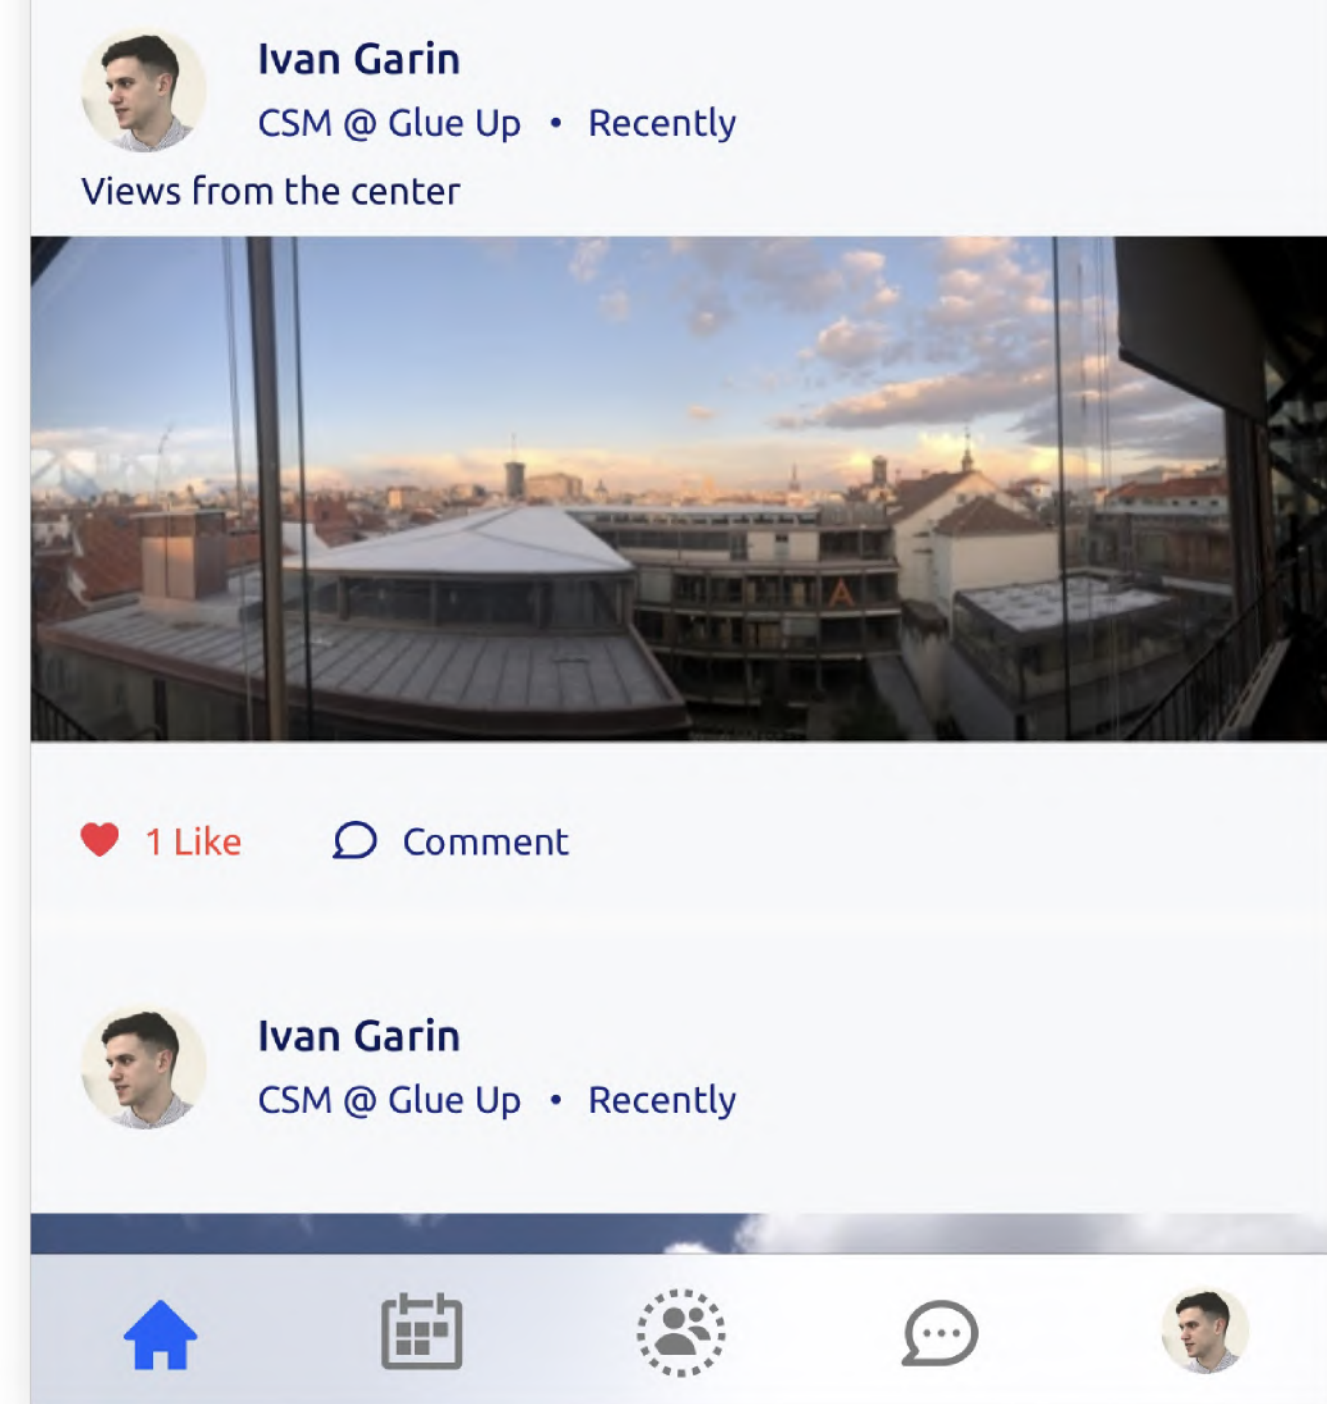 Ivan Garin
CSM @ Glue Up • Recently
Views from the center
A
1 Like Comment
Ivan Garin
CSM @ Glue Up • Recently